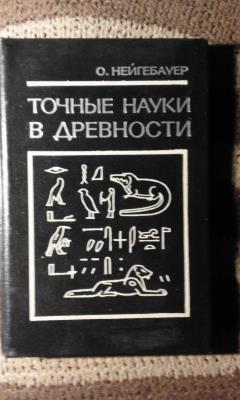 О. НЕЙГЕБАУЕР
ТОЧНЫЕ НАУКИ
В ДРЕВНОСТИ